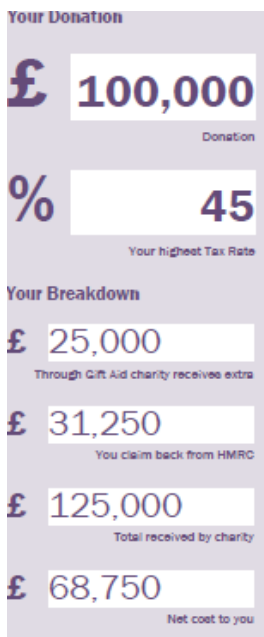 Your Donation
£ 100,000
Donation
% 45
Your highest Tax Rate
Your Breakdown
£ 25,000
Through Gift Aid charity receives extra
£ 31,250
You claim back from HMRC
£ 125,000
Total received by charity
£ 68,750
Net cost to you